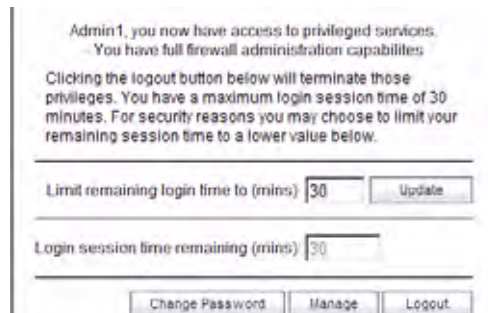 Admin1, you now have access to privileged services.
You have full firewall administration capabilites
Clicking the logout button below will terminate those
privileges. You have a maximum login session time of 30
minutes. For security reasons you may choose to limit your
remaining session time to a lower value below.
Limit remaining login time to (mins) 30 Update
Login session time remaining (mins) 30
Change Password Manage Logout